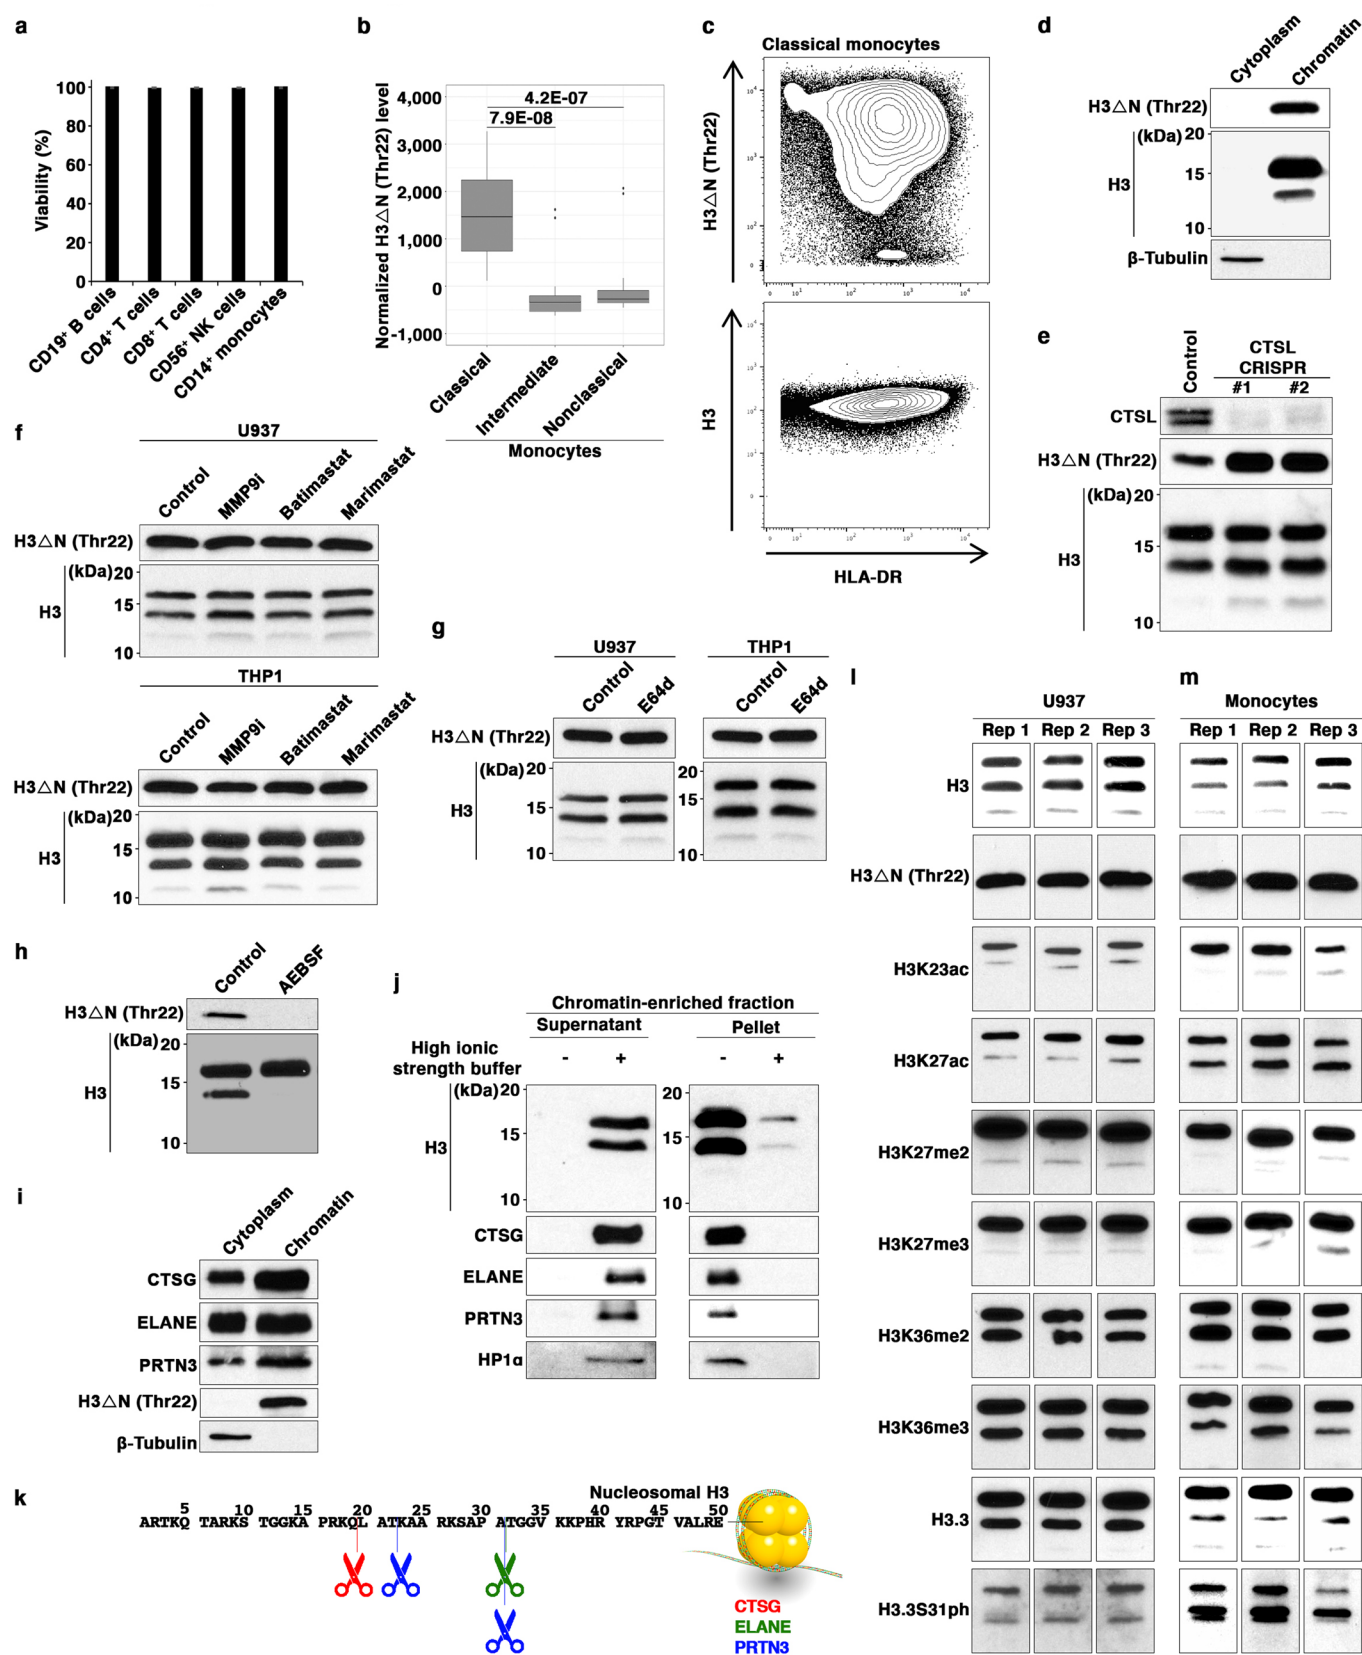 a
Viability (%)
100
80
60
40
20
0
CD19+ B cells
CD4+ T cells
CD8+ T cells
CD56+ NK cells
CD14+ monocytes
b
Normalized H3△N (Thr22) level
4,000
3,000
2,000
1,000
0
-1,000
4.2E-07
7.9E-08
Classical
Intermediate
Nonclassical
Monocytes
c
Classical monocytes
H3△N (Thr22)
H3
HLA-DR
d
Cytoplasm
Chromatin
H3△N (Thr22)
(kDa) 20
15
10
H3
β-Tubulin
e
Control
CTSL
CRISPR
#1 #2
CTSL
H3△N (Thr22)
(kDa) 20
15
10
H3
f
U937
Control
MMP9i
Batimastat
Marimastat
H3△N (Thr22)
(kDa) 20
15
10
H3
THP1
Control
MMP9i
Batimastat
Marimastat
H3△N (Thr22)
(kDa) 20
15
10
H3
g
U937 THP1
Control
E64d
Control
E64d
H3△N (Thr22)
(kDa) 20
15
10
H3
20
15
10
h
Control
AEBSF
H3△N (Thr22)
(kDa) 20
15
10
H3
i
Cytoplasm
Chromatin
CTSG
ELANE
PRTN3
H3△N (Thr22)
β-Tubulin
j
Chromatin-enriched fraction
Supernatant Pellet
High ionic
strength buffer
- + - +
(kDa) 20
15
10
H3
20
15
10
CTSG
ELANE
PRTN3
HP1α
k
Nucleosomal H3
5 10 15 20 25 30 35 40 45 50
ARTKQ TARKS TGGKA PRKQL ATKAA RKSAP ATGGV KKPHR YRPGT VALRE
CTSG
ELANE
PRTN3
l
U937
Rep 1 Rep 2 Rep 3
m
Monocytes
Rep 1 Rep 2 Rep 3
H3
H3△N (Thr22)
H3K23ac
H3K27ac
H3K27me2
H3K27me3
H3K36me2
H3K36me3
H3.3
H3.3S31ph